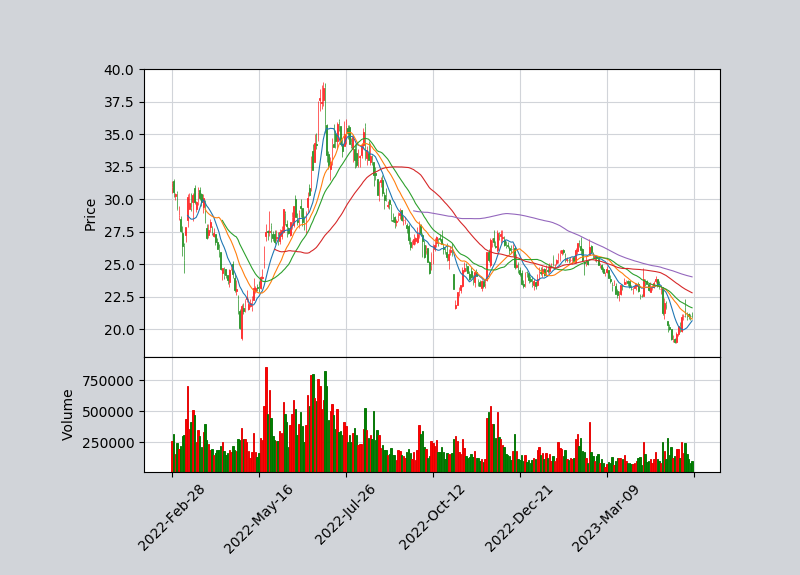 40.0
37.5
35.0
32.5
30.0
27.5
25.0
22.5
20.0
Price
750000
500000
250000
Volume
2022-Feb-28
2022-May-16
2022-Jul-26
2022-Oct-12
2022-Dec-21
2023-Mar-09